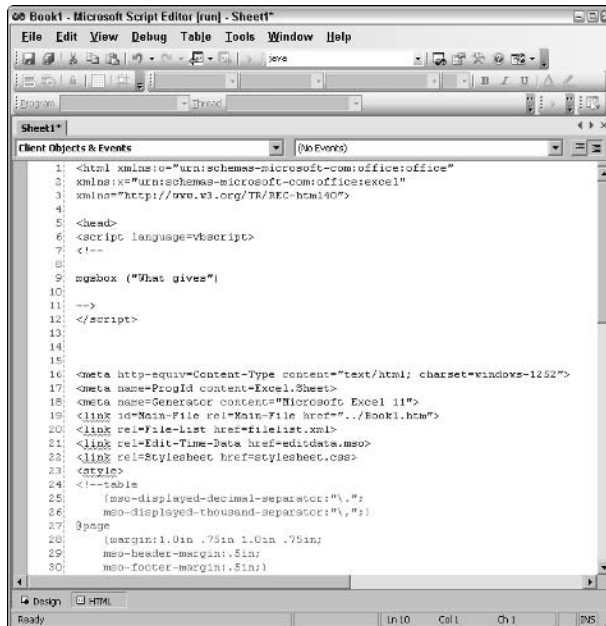 Book1 - Microsoft Script Editor [run] - Sheet1*
File Edit View Debug Table Tools Window Help
java
B I U A
Program Thread
Sheet1*
Client Objects & Events (No Events)
1 <html xmlns:o="urn:schemas-microsoft-com:office:office"
2 xmlns:x="urn:schemas-microsoft-com:office:excel"
3 xmlns="http://www.w3.org/TR/REC-html40">
4
5 <head>
6 <script language=vbscript>
7 <!--
8
9 mgsbox ("What gives")
10
11 -->
12 </script>
13
14
15
16 <meta http-equiv=Content-Type content="text/html; charset=windows-1252">
17 <meta name=ProgId content=Excel.Sheet>
18 <meta name=Generator content="Microsoft Excel 11">
19 <link id=Main-File rel=Main-File href="../Book1.htm">
20 <link rel=File-List href=filelist.xml>
21 <link rel=Edit-Time-Data href=editdata.mso>
22 <link rel=Stylesheet href=stylesheet.css>
23 <style>
24 <!--table
25 {mso-displayed-decimal-separator:"\.";
26 mso-displayed-thousand-separator:"\,";}
27 @page
28 {margin:1.0in .75in 1.0in .75in;
29 mso-header-margin:.5in;
30 mso-footer-margin:.5in;}
Design HTML
Ready Ln 10 Col 1 Ch 1 INS